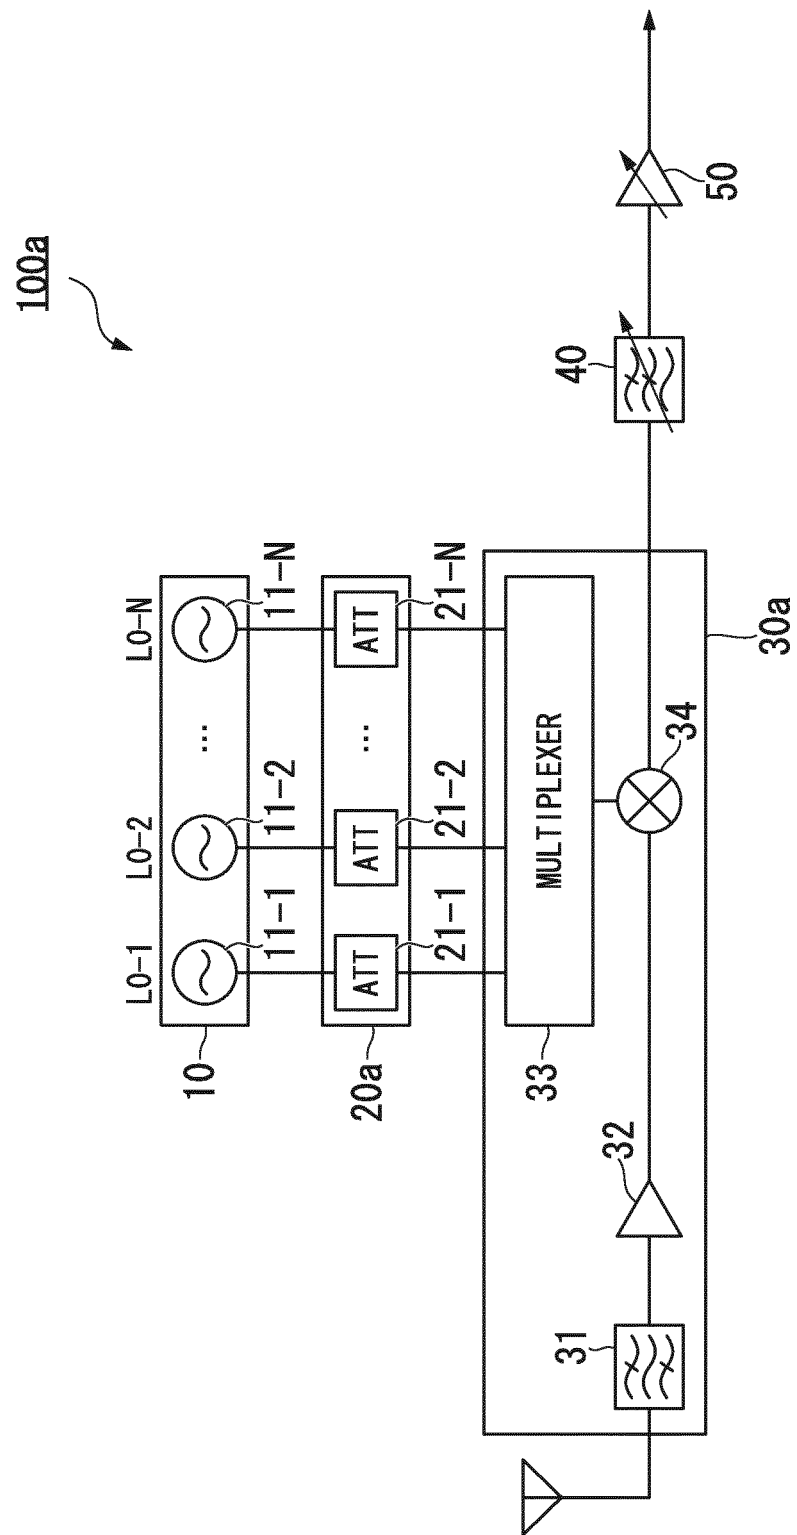 100a
LO-1
LO-2
...
LO-N
10
11-1
11-2
11-N
ATT
ATT
...
ATT
20a
21-1
21-2
21-N
MULTIPLEXER
33
34
31
32
30a
40
50